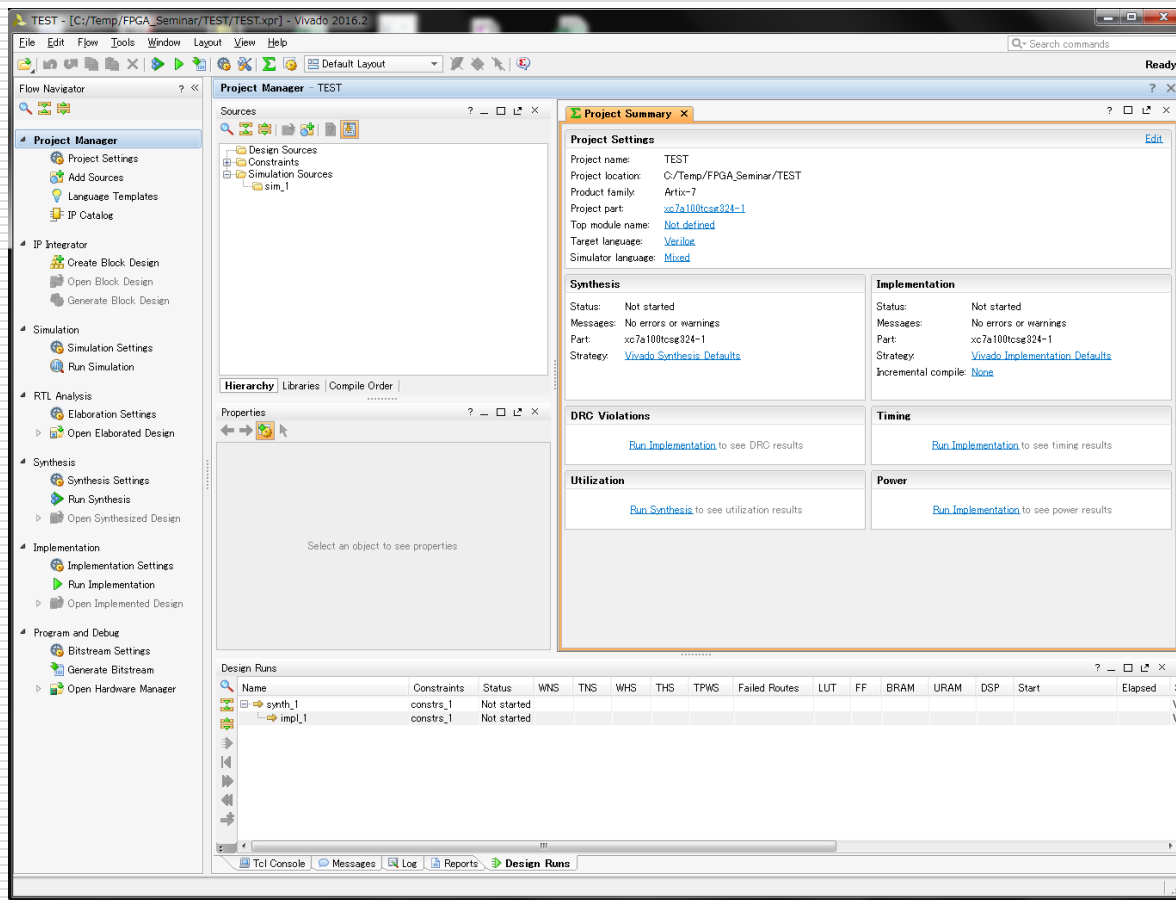 TEST - [C:/Temp/FPGA_Seminar/TEST/TEST.xpr] - Vivado 2016.2
File Edit Flow Tools Window Layout View Help
Search commands
Default Layout
Ready
Flow Navigator ? «
Project Manager
Project Settings
Add Sources
Language Templates
IP Catalog
IP Integrator
Create Block Design
Open Block Design
Generate Block Design
Simulation
Simulation Settings
Run Simulation
RTL Analysis
Elaboration Settings
Open Elaborated Design
Synthesis
Synthesis Settings
Run Synthesis
Open Synthesized Design
Implementation
Implementation Settings
Run Implementation
Open Implemented Design
Program and Debug
Bitstream Settings
Generate Bitstream
Open Hardware Manager
Project Manager - TEST
Sources
Design Sources
Constraints
Simulation Sources
sim_1
Hierarchy Libraries Compile Order
Properties
Select an object to see properties
Σ Project Summary ×
Project Settings Edit
Project name: TEST
Project location: C:/Temp/FPGA_Seminar/TEST
Product family: Artix-7
Project part: xc7a100tcsg324-1
Top module name: Not defined
Target language: Verilog
Simulator language: Mixed
Synthesis
Status: Not started
Messages: No errors or warnings
Part: xc7a100tcsg324-1
Strategy: Vivado Synthesis Defaults
Implementation
Status: Not started
Messages: No errors or warnings
Part: xc7a100tcsg324-1
Strategy: Vivado Implementation Defaults
Incremental compile: None
DRC Violations
Run Implementation to see DRC results
Timing
Run Implementation to see timing results
Utilization
Run Synthesis to see utilization results
Power
Run Implementation to see power results
Design Runs
Name Constraints Status WNS TNS WHS THS TPWS Failed Routes LUT FF BRAM URAM DSP Start Elapsed
synth_1 constrs_1 Not started
impl_1 constrs_1 Not started
Tcl Console Messages Log Reports Design Runs